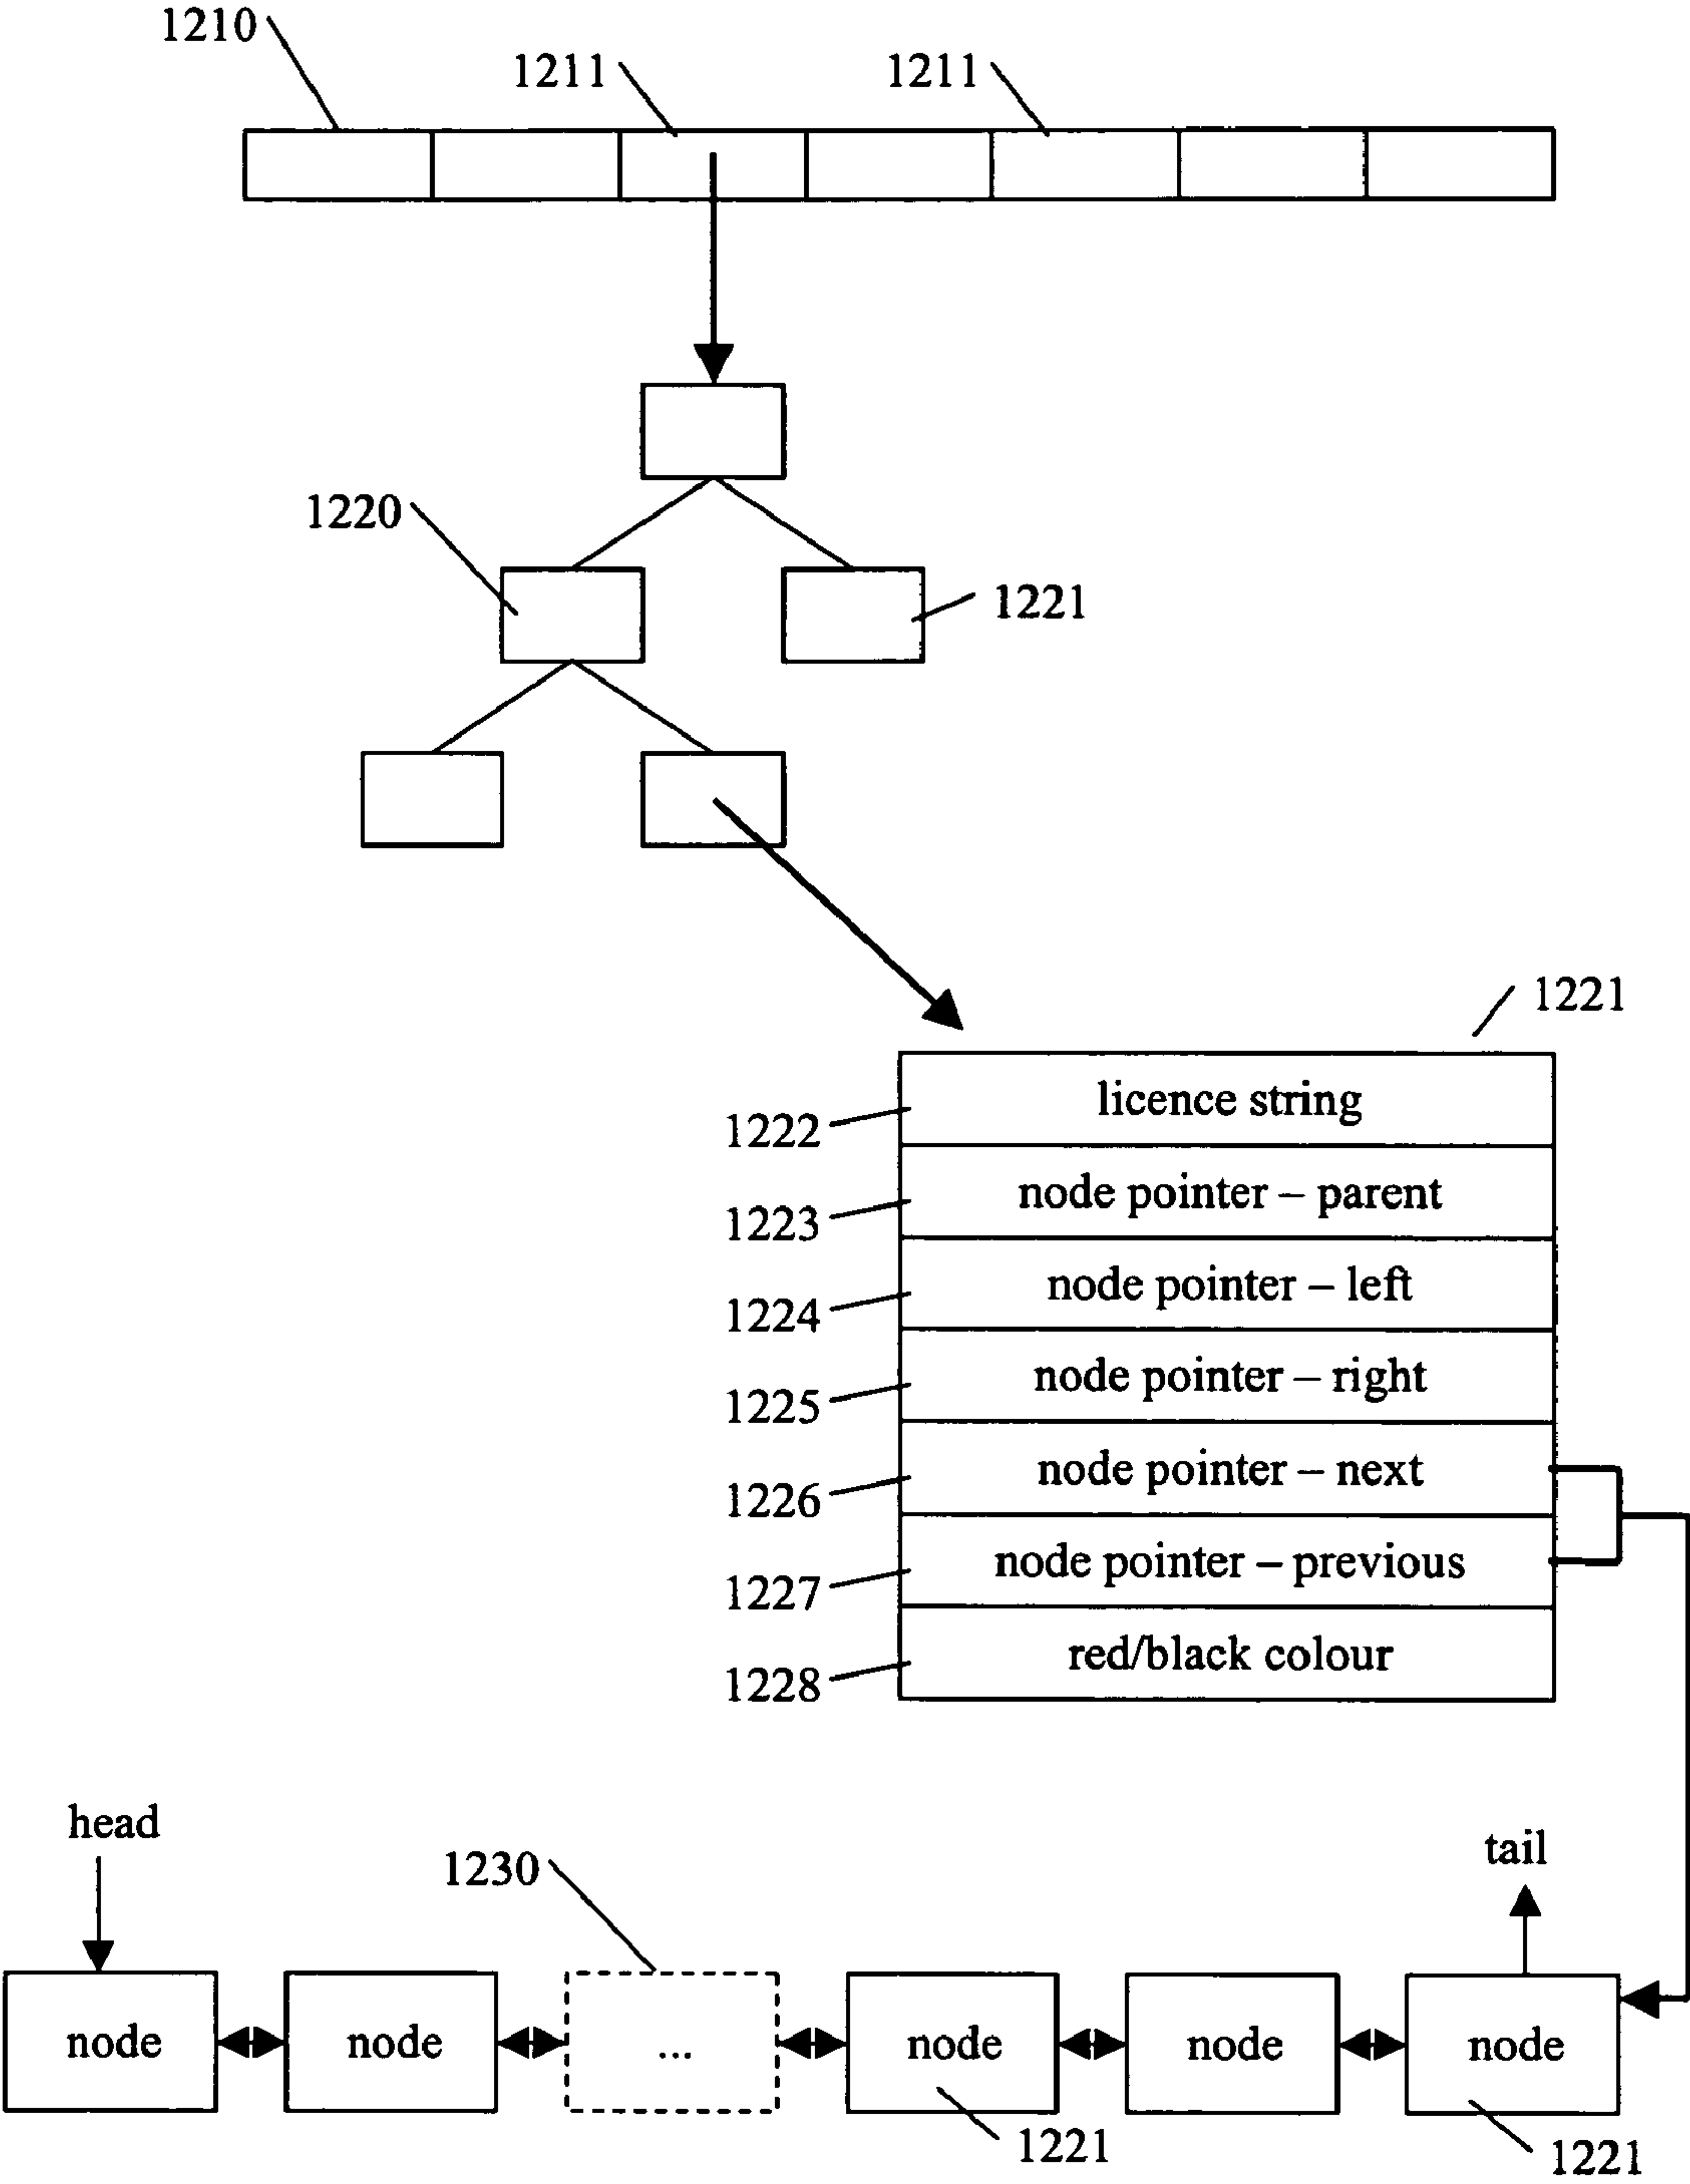 1210
1211 1211
1220
1221
1221
licence string
1222
node pointer – parent
1223
node pointer – left
1224
node pointer – right
1225
node pointer – next
1226
node pointer – previous
1227
red/black colour
1228
head
tail
1230
node node ... node node node
1221 1221